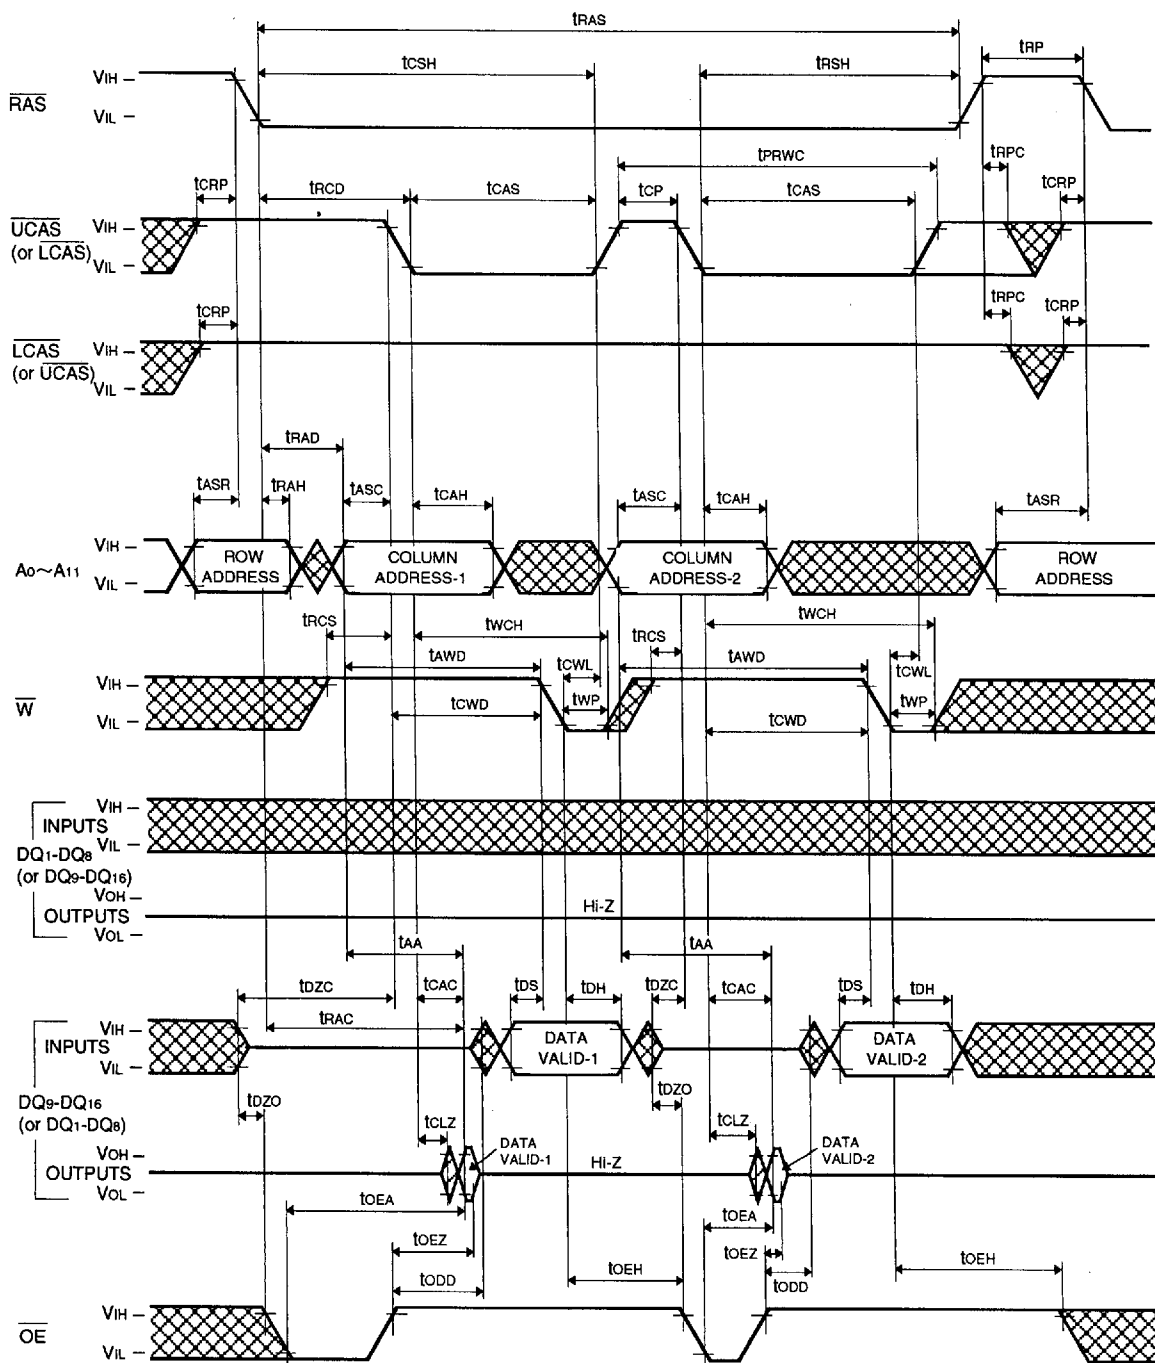 tRAS
tCSH tRSH tRP
VIH
RAS
VIL
tPRWC tRPC
tCRP tRCD tCAS tCP tCAS tCRP
UCAS VIH
(or LCAS)
VIL
tCRP tRPC tCRP
LCAS VIH
(or UCAS)
VIL
tRAD
tASR tRAH tASC tCAH tASC tCAH tASR
VIH
A0~A11
VIL
ROW ADDRESS
COLUMN ADDRESS-1
COLUMN ADDRESS-2
ROW ADDRESS
tRCS tWCH tRCS tWCH
tAWD tCWL tAWD tCWL
VIH
W
VIL
tCWD tWP tCWD tWP
VIH
INPUTS
VIL
DQ1-DQ8
(or DQ9-DQ16)
VOH
OUTPUTS Hi-Z
VOL
tAA tAA
tDZC tCAC tDS tDH tDZC tCAC tDS tDH
tRAC
VIH
INPUTS
VIL
DATA VALID-1
DATA VALID-2
DQ9-DQ16
(or DQ1-DQ8)
tDZO tCLZ tDZO tCLZ
VOH
OUTPUTS
VOL
DATA VALID-1
Hi-Z
DATA VALID-2
tOEA tOEA
tOEZ tOEZ
tODD tOEH tODD tOEH
VIH
OE
VIL